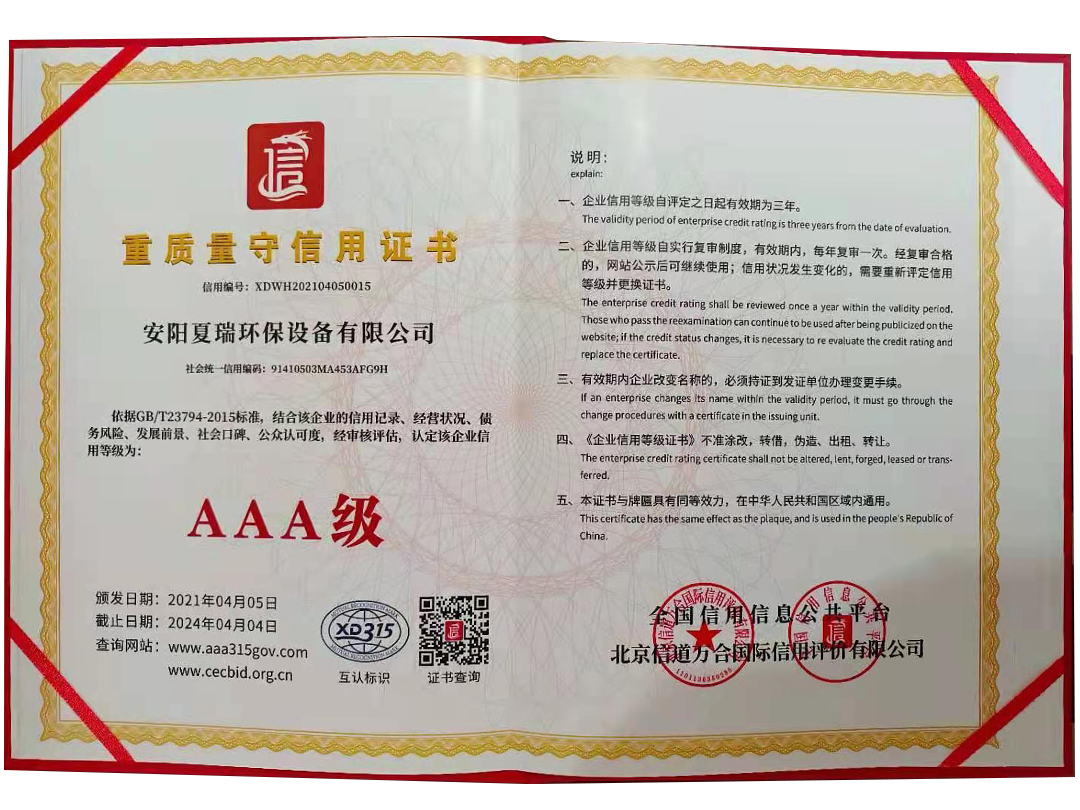 信
重质量守信用证书
信用编号：XDWH202104050015
安阳夏瑞环保设备有限公司
社会统一信用编码：91410503MA453AFG9H
依据GB/T23794-2015标准，结合该企业的信用记录、经营状况、债
务风险、发展前景、社会口碑、公众认可度，经审核评估，认定该企业信
用等级为：
AAA级
颁发日期：2021年04月05日
截止日期：2024年04月04日
查询网站：www.aaa315gov.com
www.cecbid.org.cn
XD315
互认标识
证书查询
说明：
explain:
一、企业信用等级自评定之日起有效期为三年。
The validity period of enterprise credit rating is three years from the date of evaluation.
二、企业信用等级自实行复审制度，有效期内，每年复审一次。经复审合格
的，网站公示后可继续使用；信用状况发生变化的，需要重新评定信用
等级并更换证书。
The enterprise credit rating shall be reviewed once a year within the validity period.
Those who pass the reexamination can continue to be used after being publicized on the
website; if the credit status changes, it is necessary to re evaluate the credit rating and
replace the certificate.
三、有效期内企业改变名称的，必须持证到发证单位办理变更手续。
If an enterprise changes its name within the validity period, it must go through the
change procedures with a certificate in the issuing unit.
四、《企业信用等级证书》不准涂改，转借，伪造、出租、转让。
The enterprise credit rating certificate shall not be altered, lent, forged, leased or trans-
ferred.
五、本证书与牌匾具有同等效力，在中华人民共和国区域内通用。
This certificate has the same effect as the plaque, and is used in the people's Republic of
China.
全国信用信息公共平台
北京信道万合国际信用评价有限公司